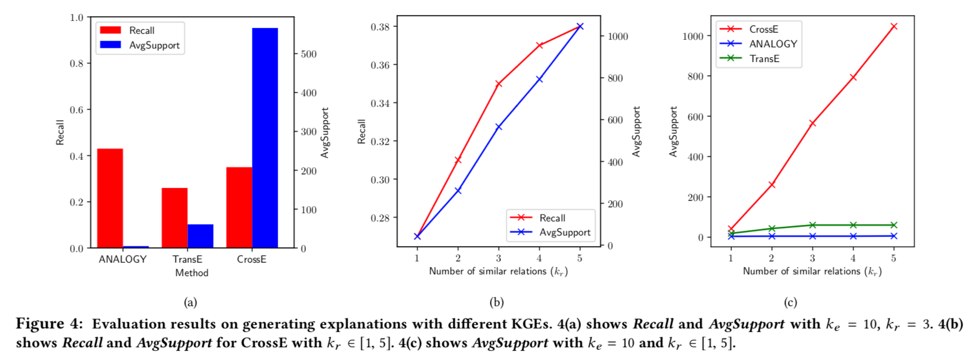 1.0
0.8
0.6
0.4
0.2
0.0
Recall
Recall
AvgSupport
500
400
300
200
100
0
AvgSupport
ANALOGY TransE CrossE
Method
(a)
0.38
0.36
0.34
0.32
0.30
0.28
Recall
1000
800
600
400
200
0
AvgSupport
Recall
AvgSupport
1 2 3 4 5
Number of similar relations (kr)
(b)
1000
800
600
400
200
0
AvgSupport
CrossE
ANALOGY
TransE
1 2 3 4 5
Number of similar relations (kr)
(c)
Figure 4: Evaluation results on generating explanations with different KGEs. 4(a) shows Recall and AvgSupport with ke = 10, kr = 3. 4(b)
shows Recall and AvgSupport for CrossE with kr ∈ [1, 5]. 4(c) shows AvgSupport with ke = 10 and kr ∈ [1, 5].